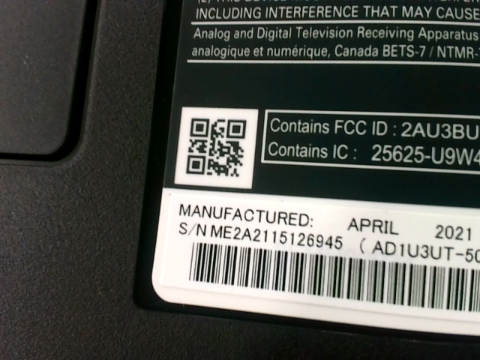 INCLUDING INTERFERENCE THAT MAY CAUSE
Analog and Digital Television Receiving Apparatus
analogique et numérique, Canada BETS-7 / NTMR-
Contains FCC ID : 2AU3BU
Contains IC : 25625-U9W4
MANUFACTURED: APRIL 2021
S/N ME2A2115126945 ( AD1U3UT-50